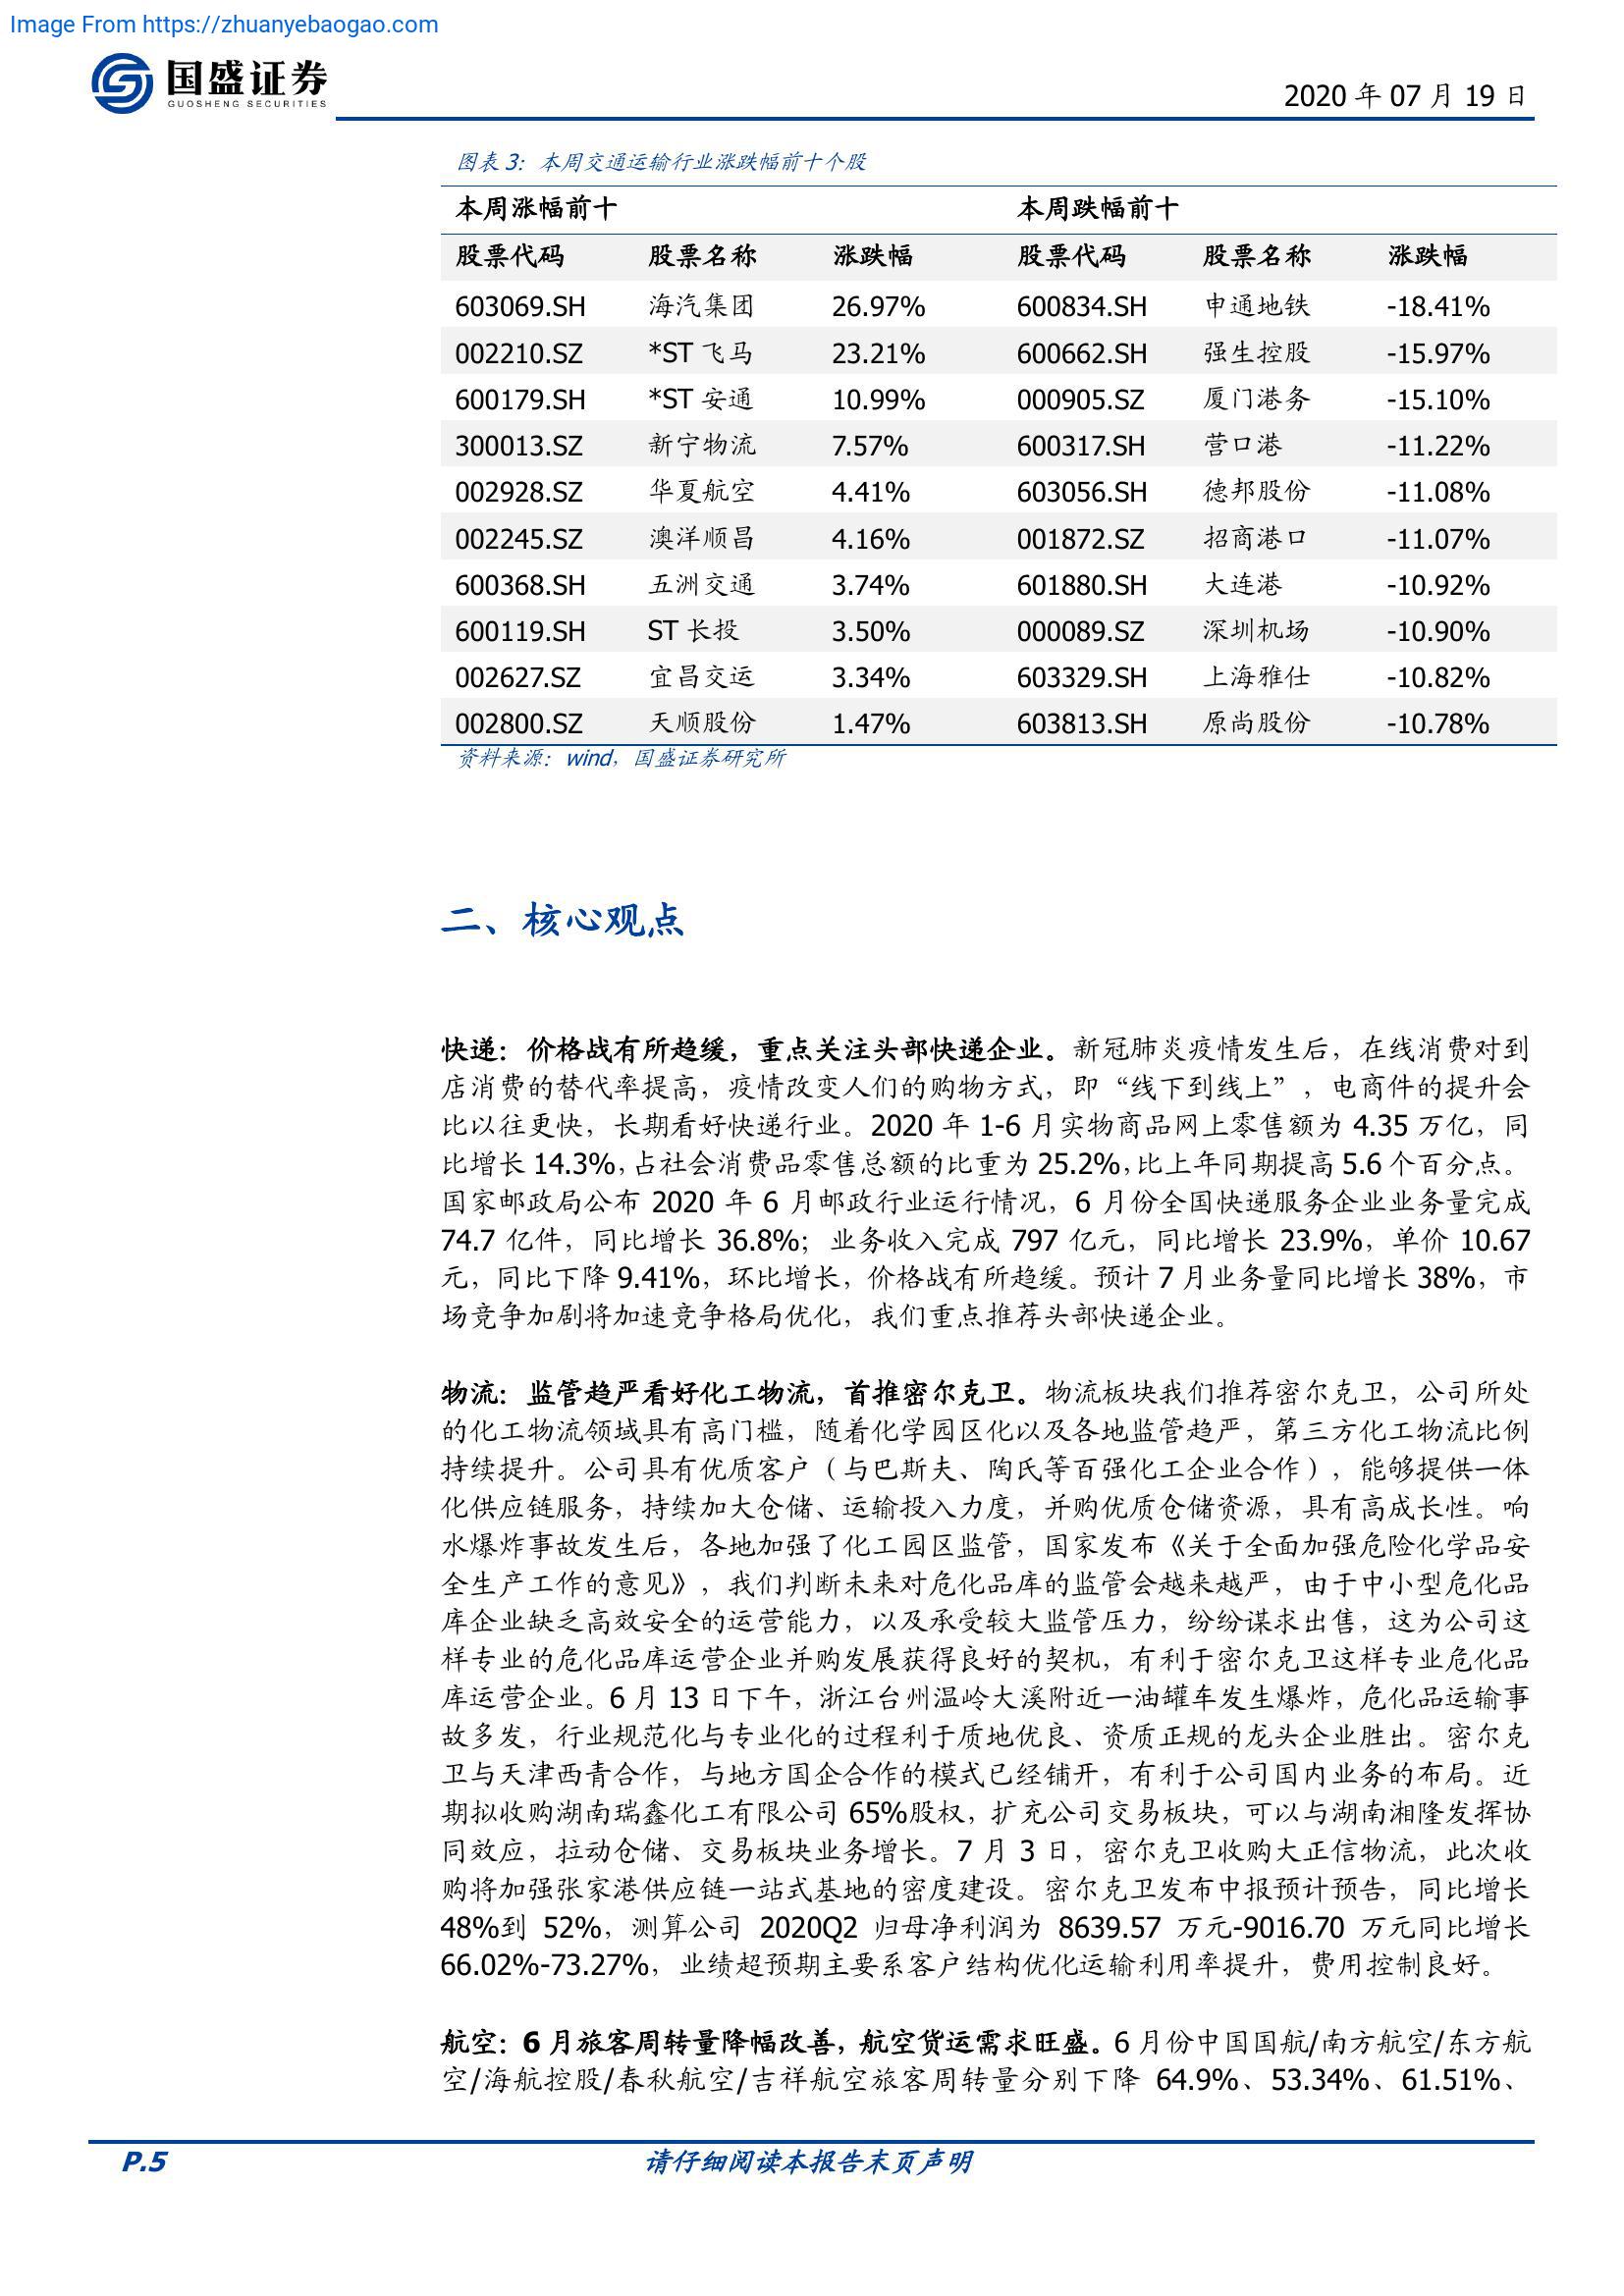 Image From https://zhuanyebaogao.com
国盛证券
GUOSHENG SECURITIES
2020 年 07 月 19 日
图表 3：本周交通运输行业涨跌幅前十个股
本周涨幅前十 本周跌幅前十
股票代码 股票名称 涨跌幅 股票代码 股票名称 涨跌幅
603069.SH 海汽集团 26.97% 600834.SH 申通地铁 -18.41%
002210.SZ *ST 飞马 23.21% 600662.SH 强生控股 -15.97%
600179.SH *ST 安通 10.99% 000905.SZ 厦门港务 -15.10%
300013.SZ 新宁物流 7.57% 600317.SH 营口港 -11.22%
002928.SZ 华夏航空 4.41% 603056.SH 德邦股份 -11.08%
002245.SZ 澳洋顺昌 4.16% 001872.SZ 招商港口 -11.07%
600368.SH 五洲交通 3.74% 601880.SH 大连港 -10.92%
600119.SH ST 长投 3.50% 000089.SZ 深圳机场 -10.90%
002627.SZ 宜昌交运 3.34% 603329.SH 上海雅仕 -10.82%
002800.SZ 天顺股份 1.47% 603813.SH 原尚股份 -10.78%
资料来源：wind，国盛证券研究所
二、核心观点
快递：价格战有所趋缓，重点关注头部快递企业。新冠肺炎疫情发生后，在线消费对到
店消费的替代率提高，疫情改变人们的购物方式，即“线下到线上”，电商件的提升会
比以往更快，长期看好快递行业。2020 年 1-6 月实物商品网上零售额为 4.35 万亿，同
比增长 14.3%，占社会消费品零售总额的比重为 25.2%，比上年同期提高 5.6 个百分点。
国家邮政局公布 2020 年 6 月邮政行业运行情况，6 月份全国快递服务企业业务量完成
74.7 亿件，同比增长 36.8%；业务收入完成 797 亿元，同比增长 23.9%，单价 10.67
元，同比下降 9.41%，环比增长，价格战有所趋缓。预计 7 月业务量同比增长 38%，市
场竞争加剧将加速竞争格局优化，我们重点推荐头部快递企业。
物流：监管趋严看好化工物流，首推密尔克卫。物流板块我们推荐密尔克卫，公司所处
的化工物流领域具有高门槛，随着化学园区化以及各地监管趋严，第三方化工物流比例
持续提升。公司具有优质客户（与巴斯夫、陶氏等百强化工企业合作），能够提供一体
化供应链服务，持续加大仓储、运输投入力度，并购优质仓储资源，具有高成长性。响
水爆炸事故发生后，各地加强了化工园区监管，国家发布《关于全面加强危险化学品安
全生产工作的意见》，我们判断未来对危化品库的监管会越来越严，由于中小型危化品
库企业缺乏高效安全的运营能力，以及承受较大监管压力，纷纷谋求出售，这为公司这
样专业的危化品库运营企业并购发展获得良好的契机，有利于密尔克卫这样专业危化品
库运营企业。6 月 13 日下午，浙江台州温岭大溪附近一油罐车发生爆炸，危化品运输事
故多发，行业规范化与专业化的过程利于质地优良、资质正规的龙头企业胜出。密尔克
卫与天津西青合作，与地方国企合作的模式已经铺开，有利于公司国内业务的布局。近
期拟收购湖南瑞鑫化工有限公司 65%股权，扩充公司交易板块，可以与湖南湘隆发挥协
同效应，拉动仓储、交易板块业务增长。7 月 3 日，密尔克卫收购大正信物流，此次收
购将加强张家港供应链一站式基地的密度建设。密尔克卫发布中报预计预告，同比增长
48%到 52%，测算公司 2020Q2 归母净利润为 8639.57 万元-9016.70 万元同比增长
66.02%-73.27%，业绩超预期主要系客户结构优化运输利用率提升，费用控制良好。
航空：6 月旅客周转量降幅改善，航空货运需求旺盛。6 月份中国国航/南方航空/东方航
空/海航控股/春秋航空/吉祥航空旅客周转量分别下降 64.9%、53.34%、61.51%、
P.5 请仔细阅读本报告末页声明